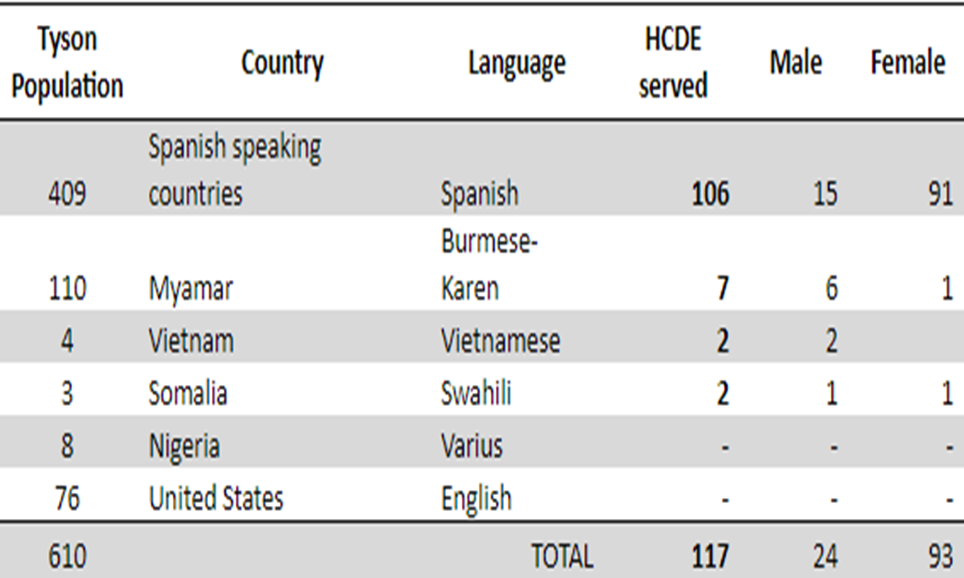 Tyson Population Country Language HCDE served Male Female
409 Spanish speaking countries Spanish 106 15 91
110 Myamar Burmese-Karen 7 6 1
4 Vietnam Vietnamese 2 2
3 Somalia Swahili 2 1 1
8 Nigeria Varius - - -
76 United States English - - -
610 TOTAL 117 24 93